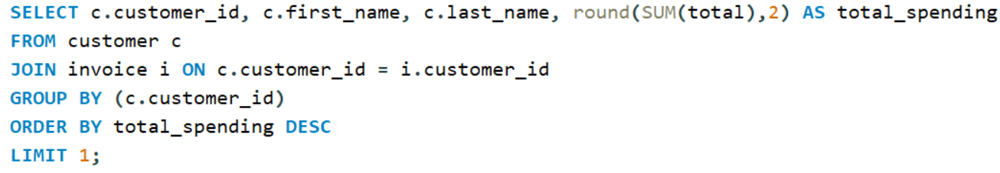 SELECT c.customer_id, c.first_name, c.last_name, round(SUM(total),2) AS total_spending
FROM customer c
JOIN invoice i ON c.customer_id = i.customer_id
GROUP BY (c.customer_id)
ORDER BY total_spending DESC
LIMIT 1;